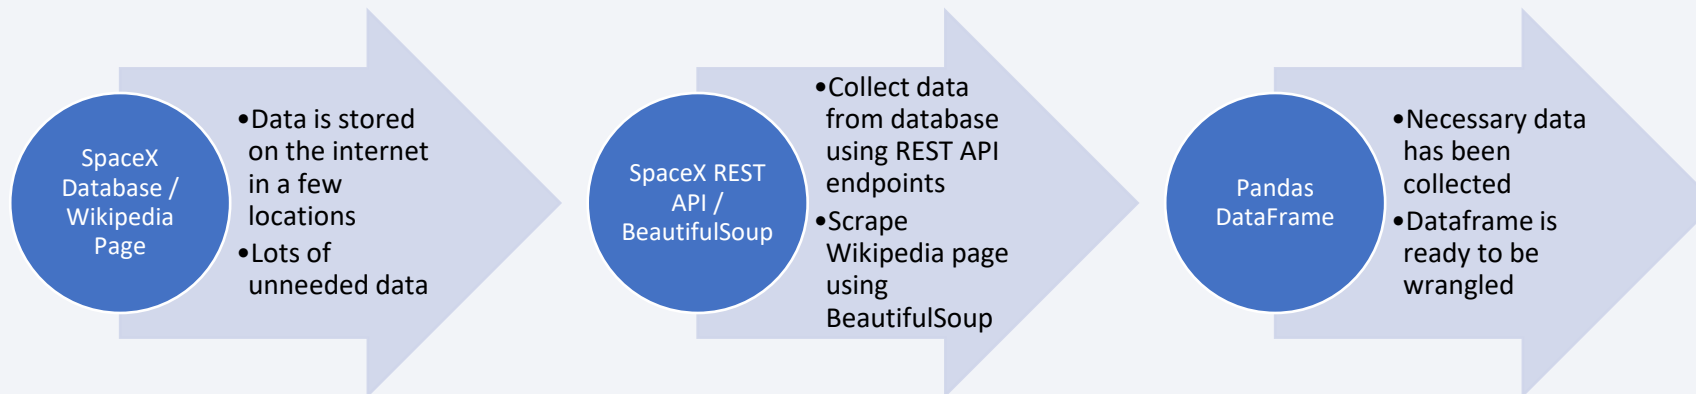 SpaceX
Database /
Wikipedia
Page
•Data is stored
on the internet
in a few
locations
•Lots of
unneeded data
SpaceX REST
API /
BeautifulSoup
•Collect data
from database
using REST API
endpoints
•Scrape
Wikipedia page
using
BeautifulSoup
Pandas
DataFrame
•Necessary data
has been
collected
•Dataframe is
ready to be
wrangled